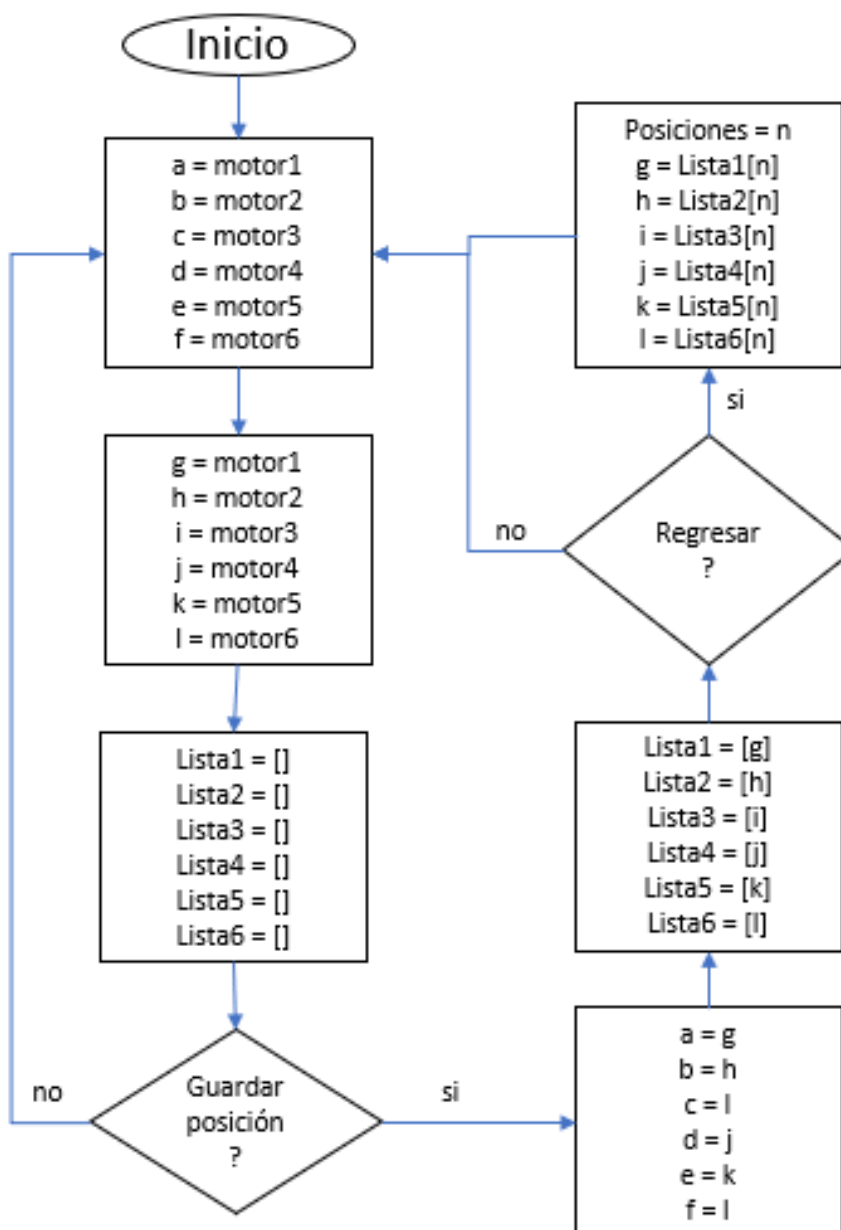 Inicio
a = motor1
b = motor2
c = motor3
d = motor4
e = motor5
f = motor6
g = motor1
h = motor2
i = motor3
j = motor4
k = motor5
l = motor6
Lista1 = []
Lista2 = []
Lista3 = []
Lista4 = []
Lista5 = []
Lista6 = []
Guardar
posición
?
no
si
a = g
b = h
c = I
d = j
e = k
f = l
Lista1 = [g]
Lista2 = [h]
Lista3 = [i]
Lista4 = [j]
Lista5 = [k]
Lista6 = [l]
Regresar
?
no
si
Posiciones = n
g = Lista1[n]
h = Lista2[n]
i = Lista3[n]
j = Lista4[n]
k = Lista5[n]
l = Lista6[n]